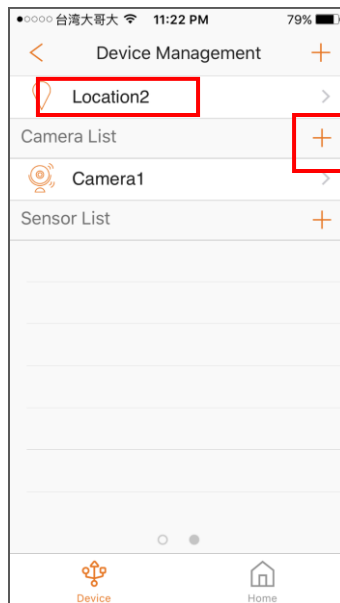 台湾大哥大 11:22 PM 79%
Device Management
Location2
Camera List
Camera1
Sensor List
Device Home